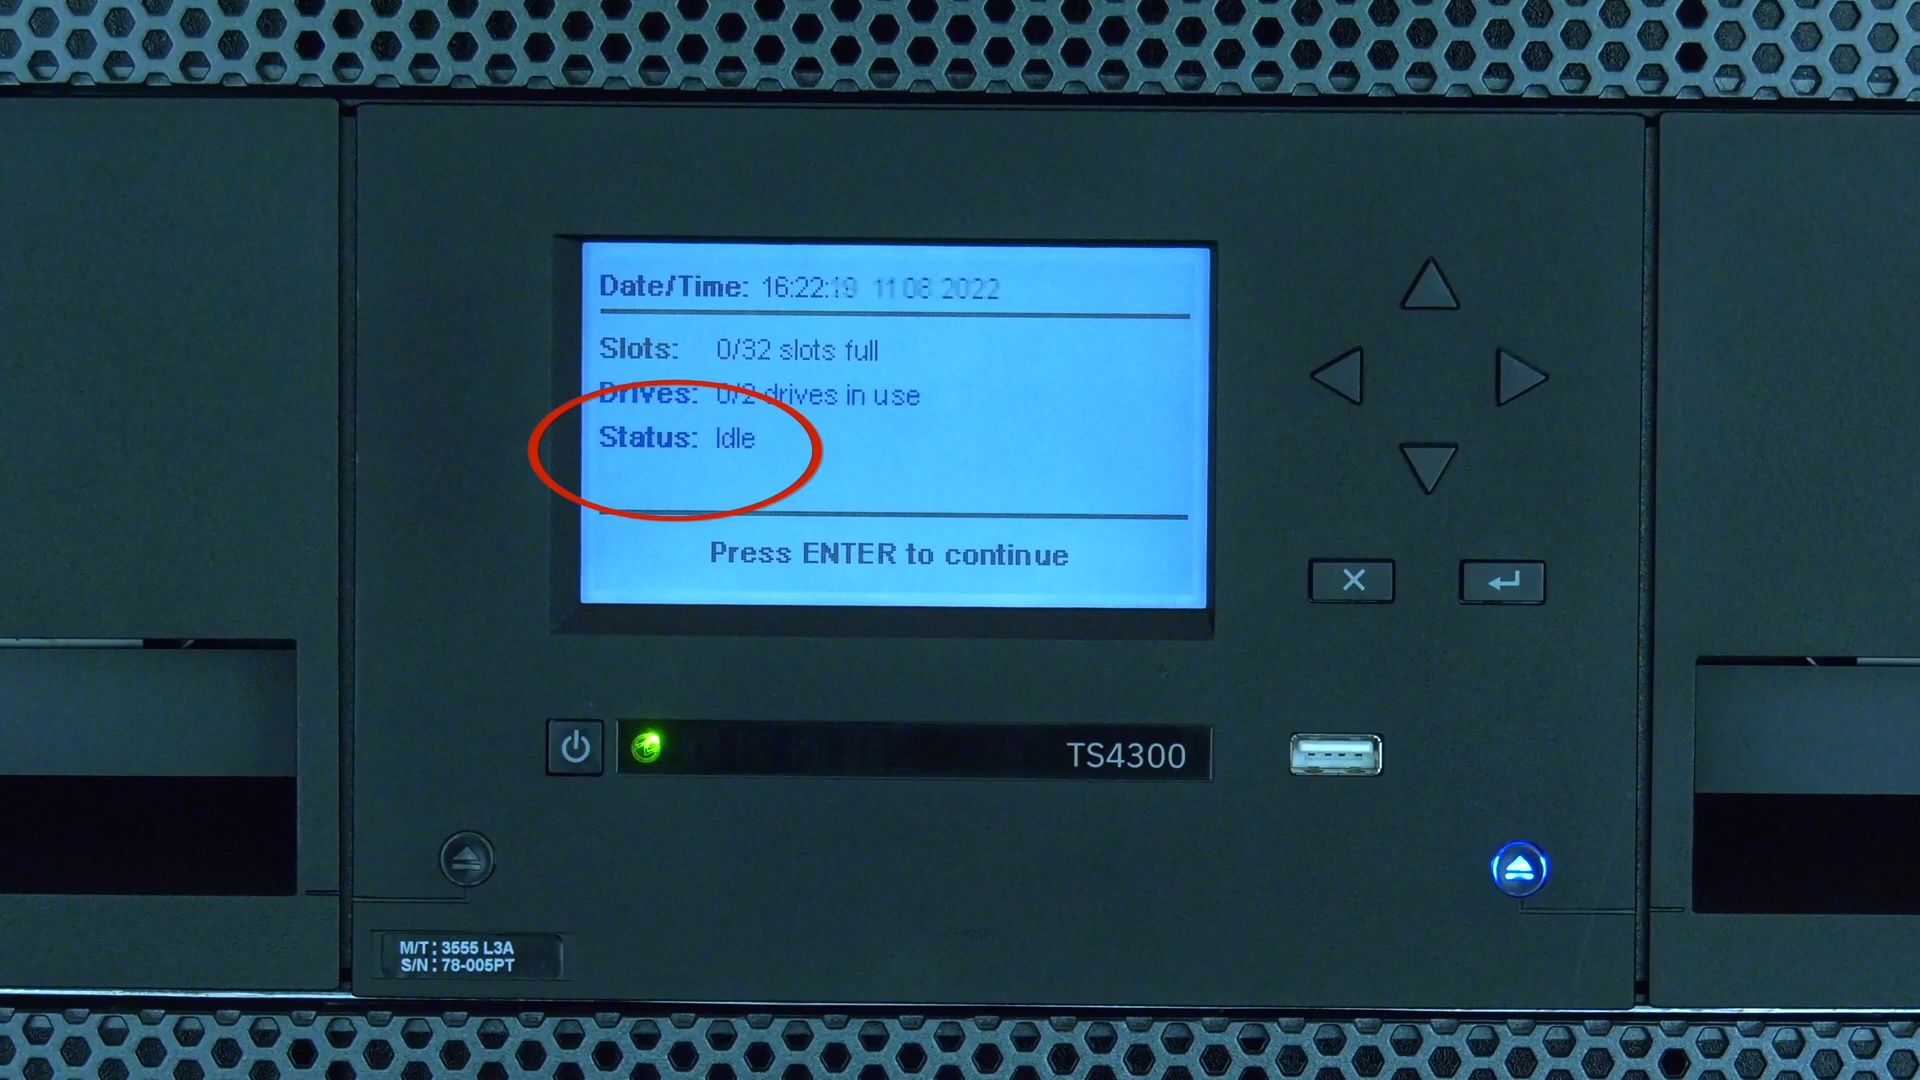 Date/Time: 16:22:19 11 08 2022
Slots: 0/32 slots full
Drives: 0/2 drives in use
Status: Idle
Press ENTER to continue
TS4300
M/T: 3555 L3A
S/N: 78-005PT